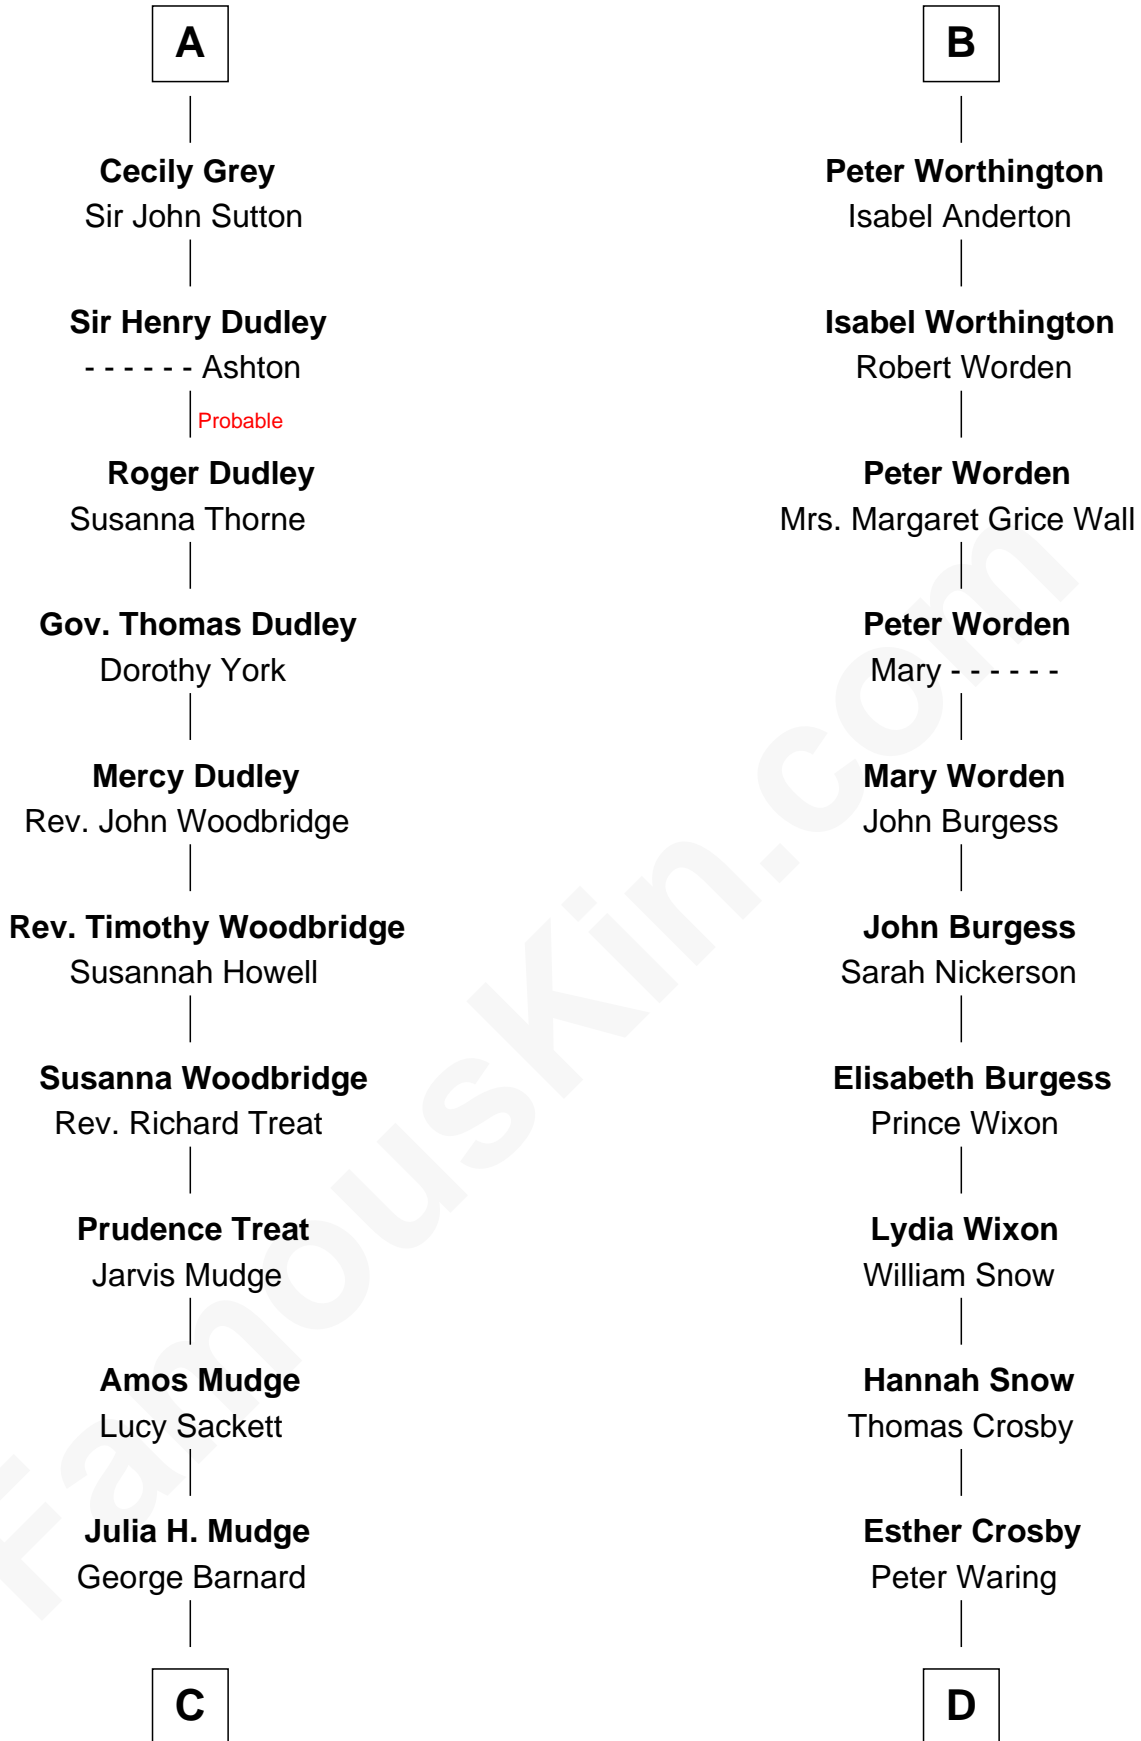 A
Cecily Grey
Sir John Sutton
Sir Henry Dudley
- - - - - - Ashton
Probable
Roger Dudley
Susanna Thorne
Gov. Thomas Dudley
Dorothy York
Mercy Dudley
Rev. John Woodbridge
Rev. Timothy Woodbridge
Susannah Howell
Susanna Woodbridge
Rev. Richard Treat
Prudence Treat
Jarvis Mudge
Amos Mudge
Lucy Sackett
Julia H. Mudge
George Barnard
C
B
Peter Worthington
Isabel Anderton
Isabel Worthington
Robert Worden
Peter Worden
Mrs. Margaret Grice Wall
Peter Worden
Mary - - - - - -
Mary Worden
John Burgess
John Burgess
Sarah Nickerson
Elisabeth Burgess
Prince Wixon
Lydia Wixon
William Snow
Hannah Snow
Thomas Crosby
Esther Crosby
Peter Waring
D
FamousKin.com